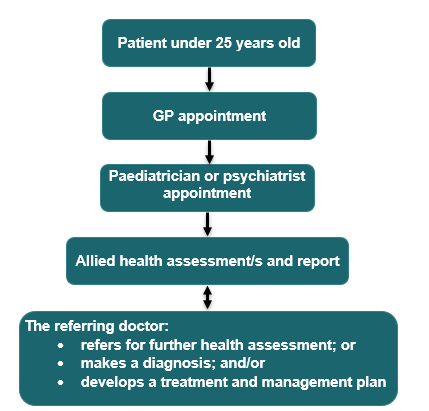 Patient under 25 years old
GP appointment
Paediatrician or psychiatrist
appointment
Allied health assessment/s and report
The referring doctor:
• refers for further health assessment; or
• makes a diagnosis; and/or
• develops a treatment and management plan